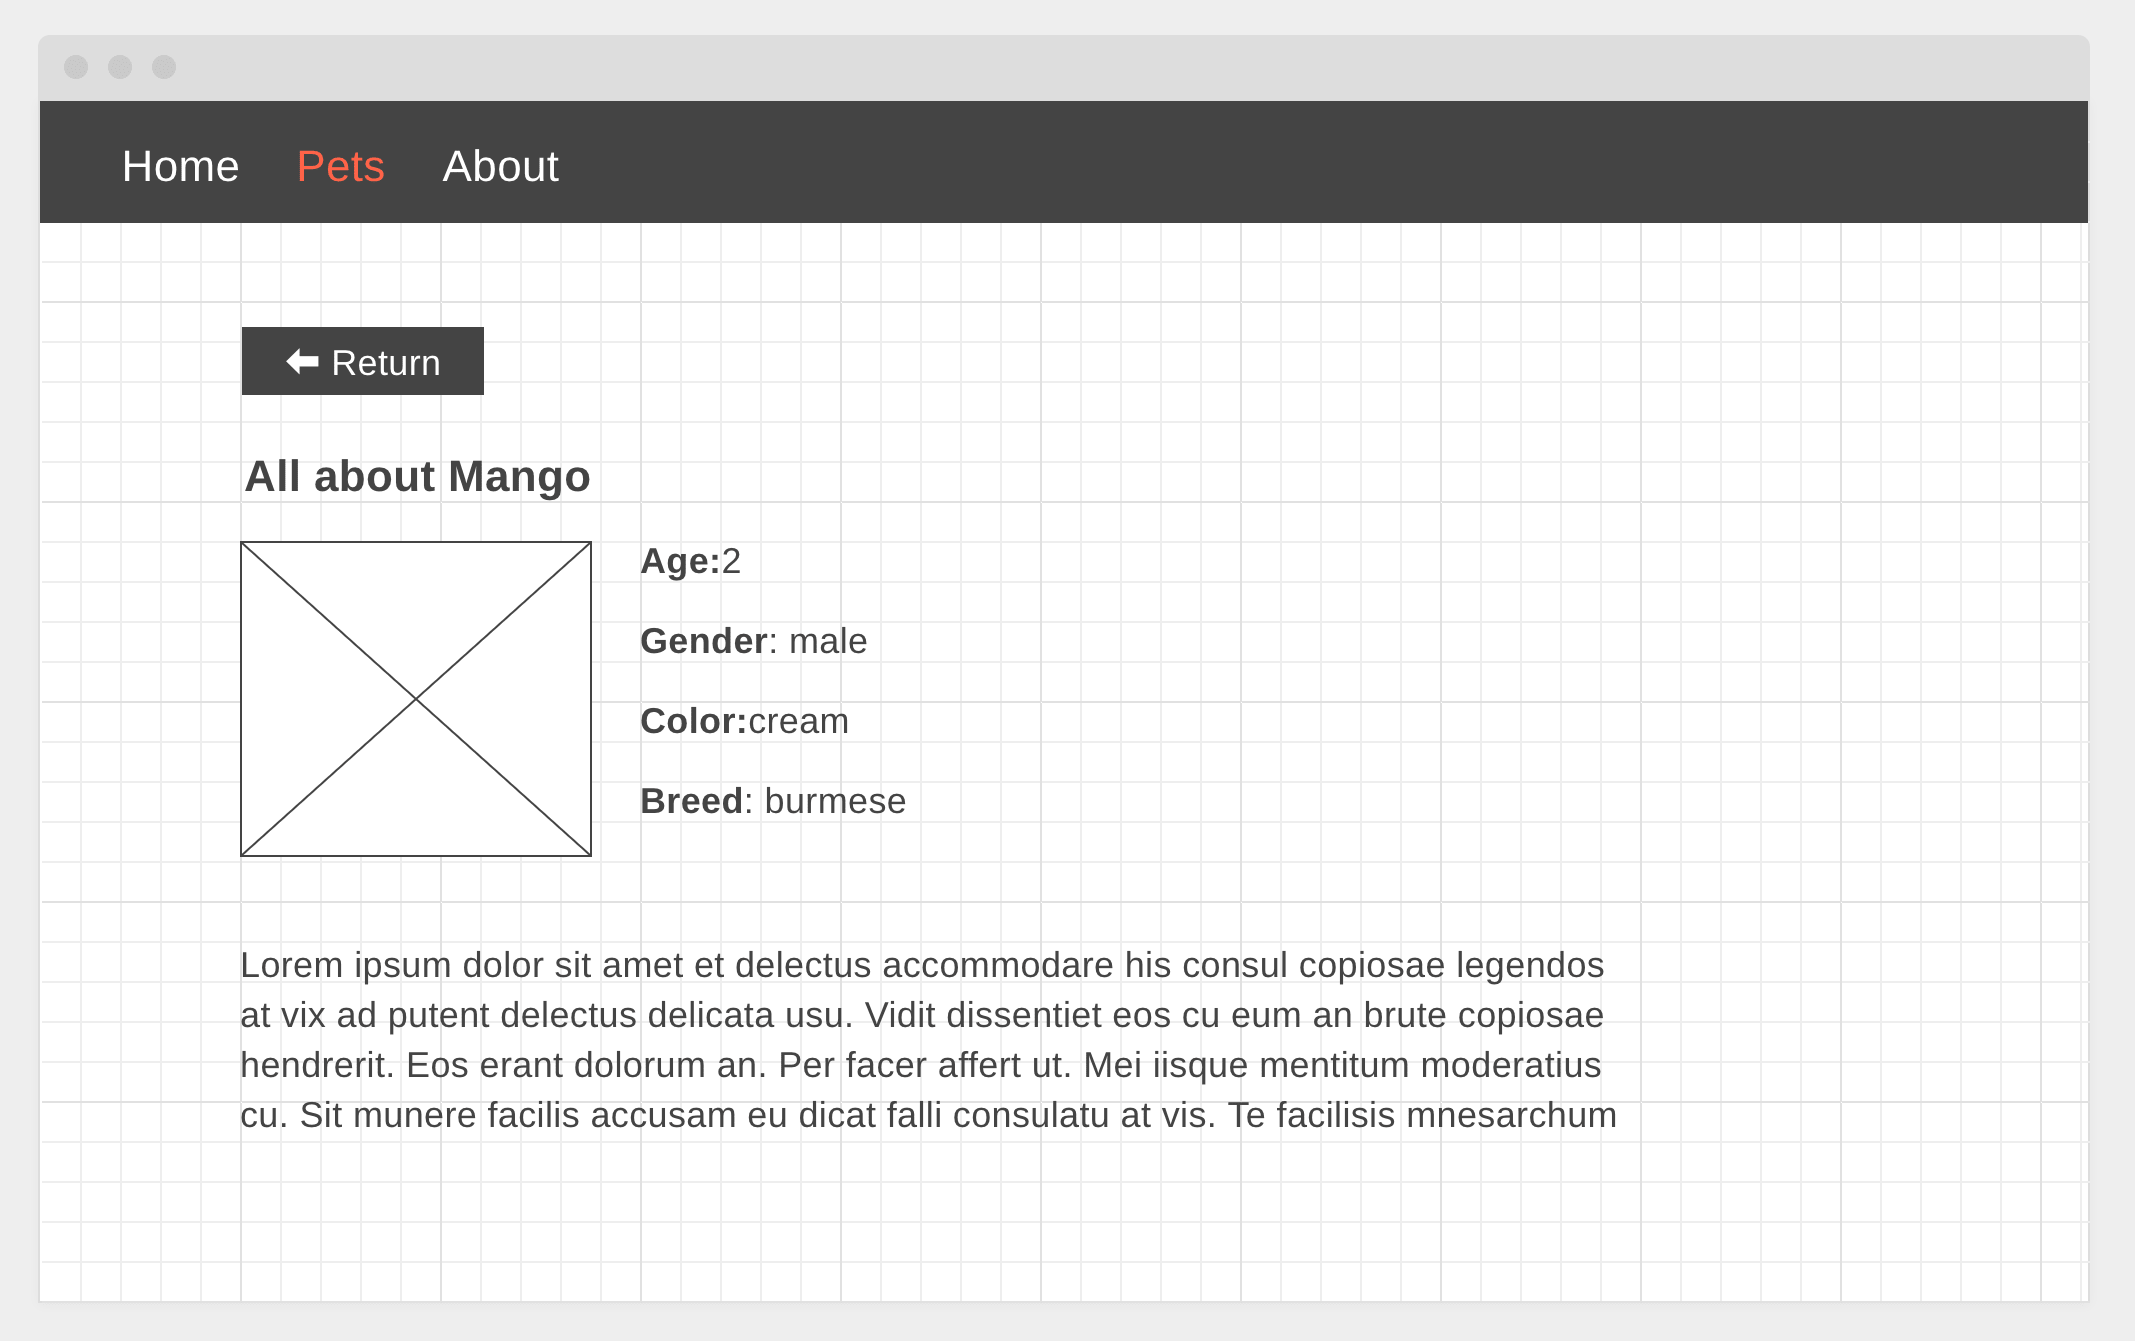 Home Pets About
Return
All about Mango
Age:2
Gender: male
Color:cream
Breed: burmese
Lorem ipsum dolor sit amet et delectus accommodare his consul copiosae legendos
at vix ad putent delectus delicata usu. Vidit dissentiet eos cu eum an brute copiosae
hendrerit. Eos erant dolorum an. Per facer affert ut. Mei iisque mentitum moderatius
cu. Sit munere facilis accusam eu dicat falli consulatu at vis. Te facilisis mnesarchum